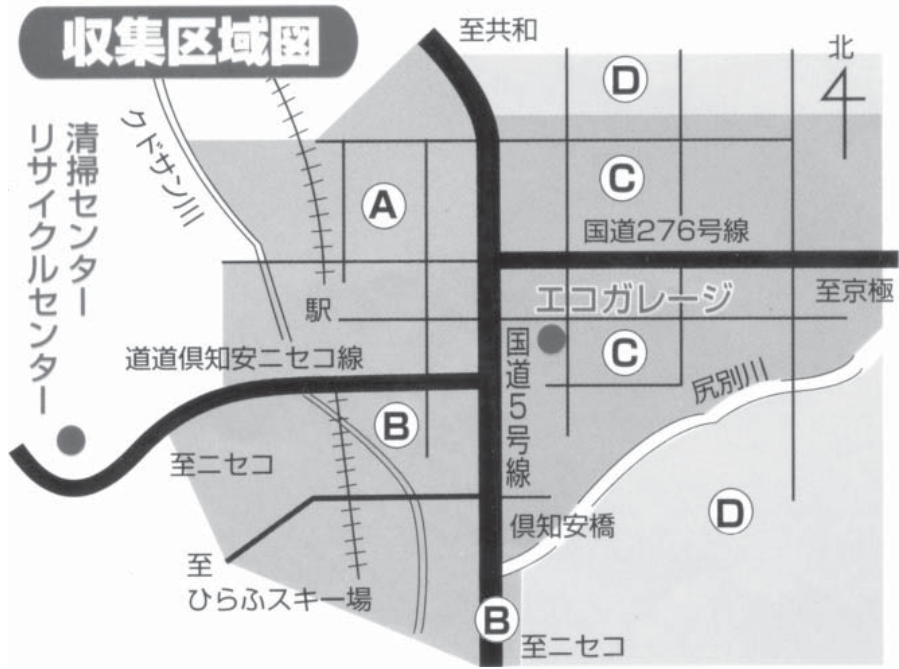 収集区域図
至共和
北
D
清掃センター
リサイクルセンター
クドサン川
A
C
国道276号線
エコガレージ
至京極
駅
道道倶知安ニセコ線
国道5号線
C
尻別川
B
至ニセコ
倶知安橋
D
至
ひらふスキー場
B
至ニセコ